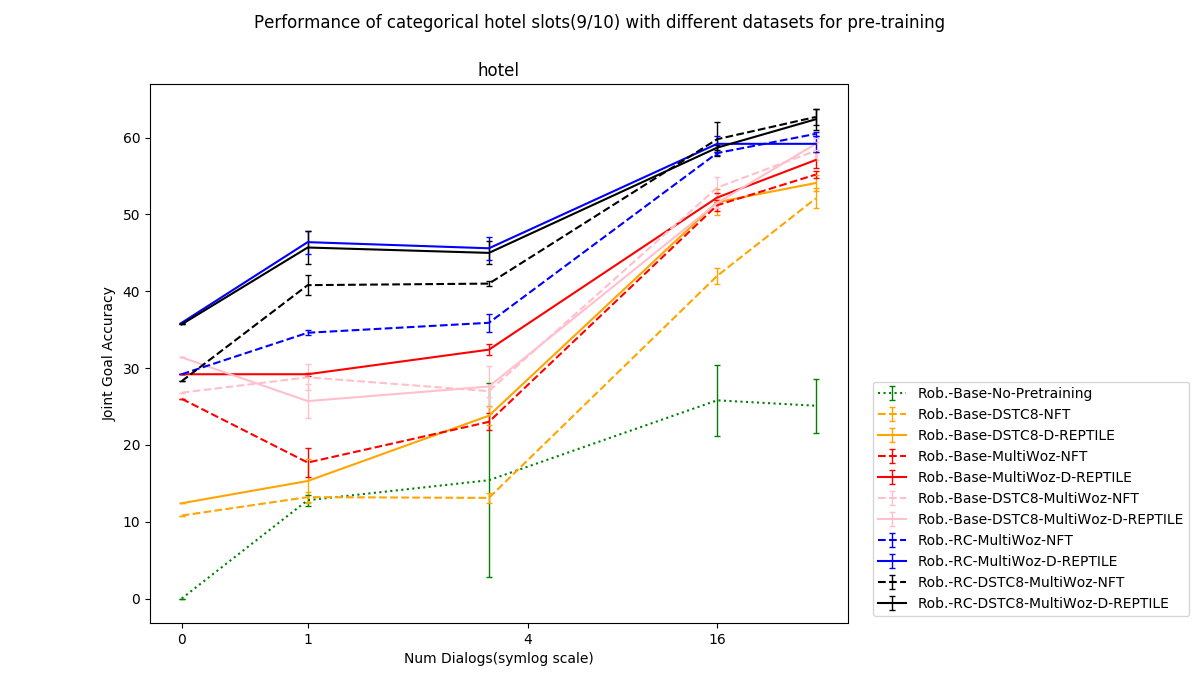 Performance of categorical hotel slots(9/10) with different datasets for pre-training
hotel
60
50
40
30
20
10
0
Joint Goal Accuracy
0 1 4 16
Num Dialogs(symlog scale)
Rob.-Base-No-Pretraining
Rob.-Base-DSTC8-NFT
Rob.-Base-DSTC8-D-REPTILE
Rob.-Base-MultiWoz-NFT
Rob.-Base-MultiWoz-D-REPTILE
Rob.-Base-DSTC8-MultiWoz-NFT
Rob.-Base-DSTC8-MultiWoz-D-REPTILE
Rob.-RC-MultiWoz-NFT
Rob.-RC-MultiWoz-D-REPTILE
Rob.-RC-DSTC8-MultiWoz-NFT
Rob.-RC-DSTC8-MultiWoz-D-REPTILE